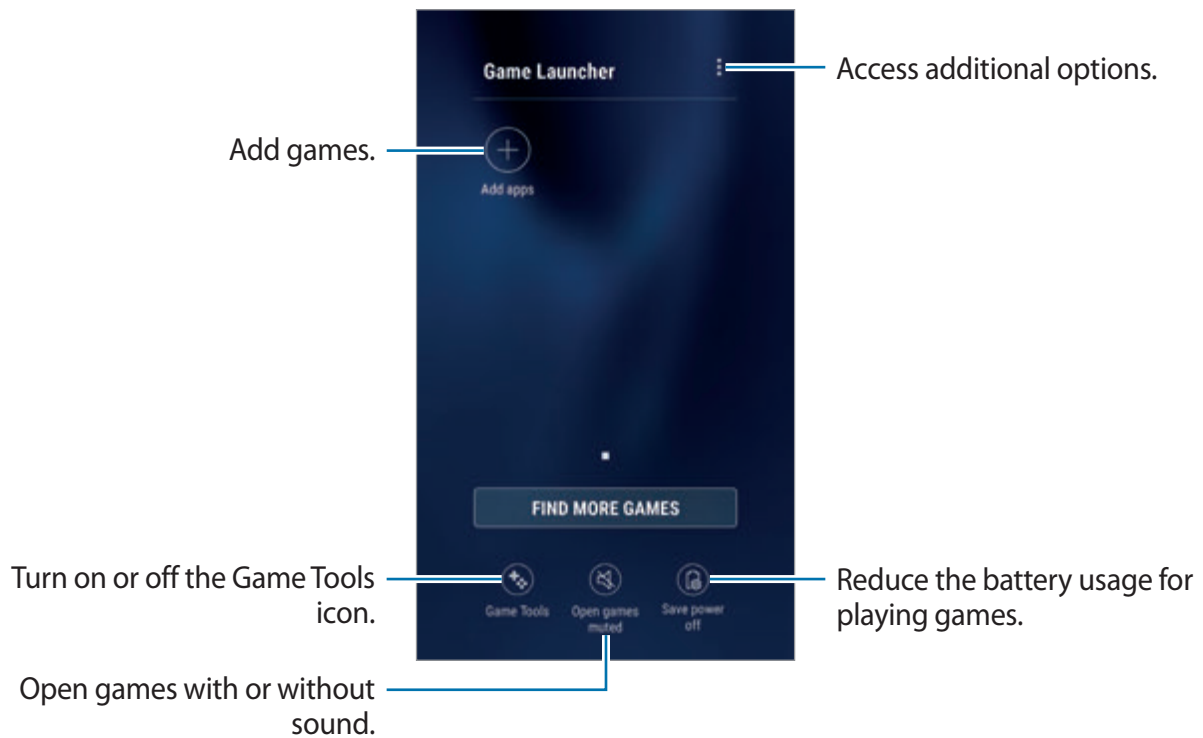 Game Launcher
Access additional options.
Add games.
Add apps
FIND MORE GAMES
Turn on or off the Game Tools
icon.
Game Tools
Open games
muted
Save power
off
Reduce the battery usage for
playing games.
Open games with or without
sound.